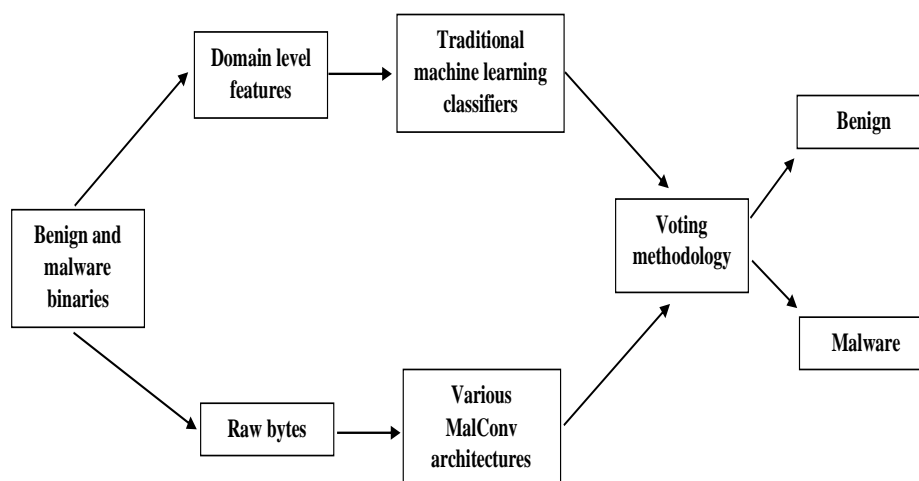 Domain level
features
Traditional
machine learning
classifiers
Benign
Benign and
malware
binaries
Voting
methodology
Malware
Raw bytes
Various
MalConv
architectures